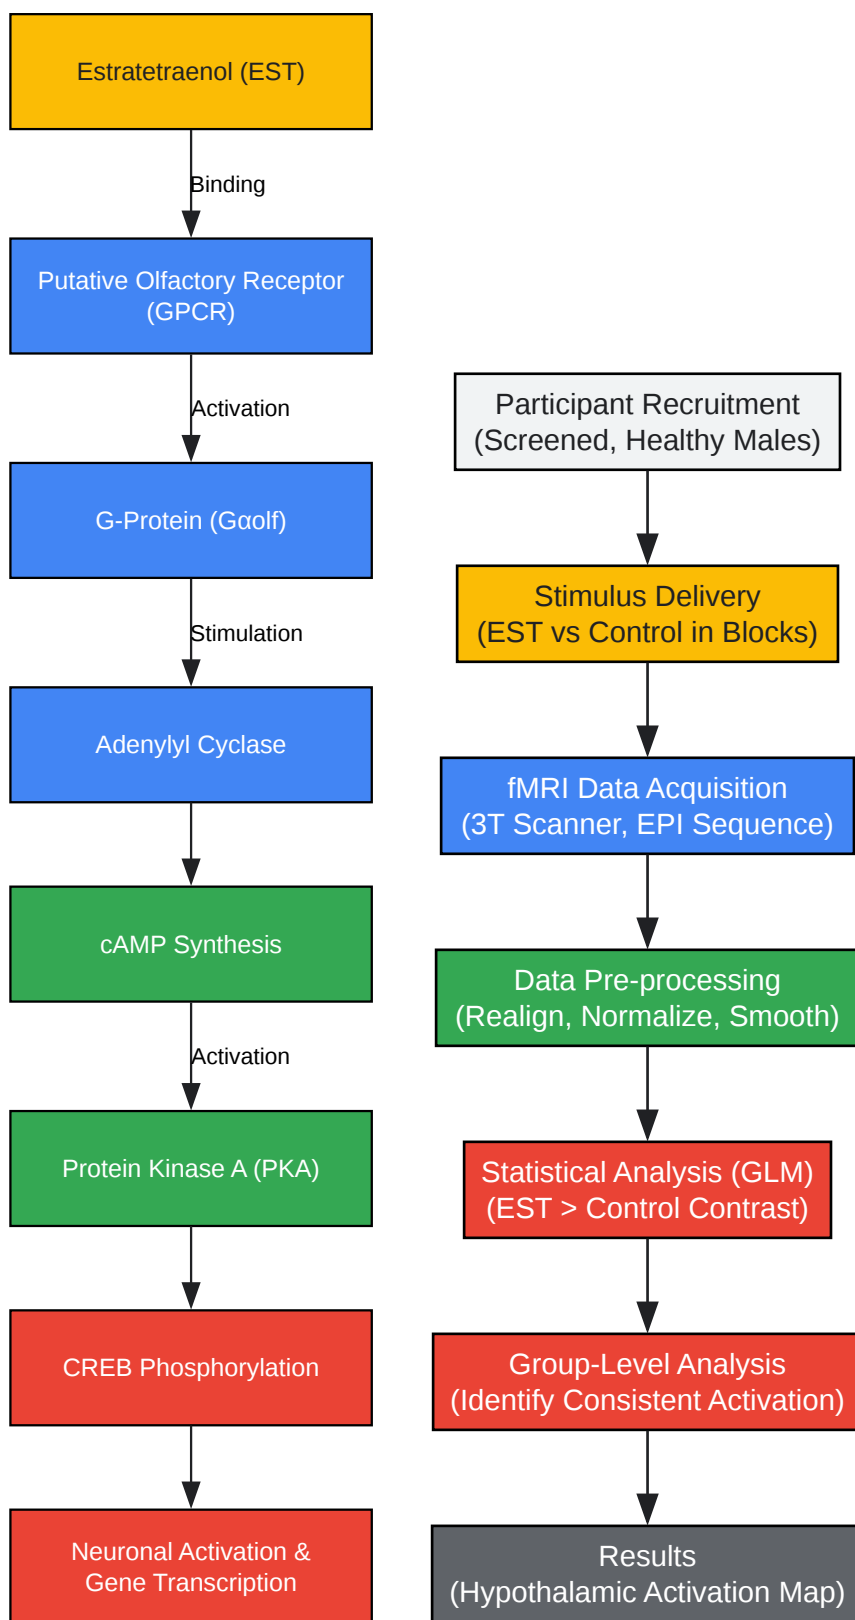 Estratetraenol (EST)
Binding
Putative Olfactory Receptor
(GPCR)
Activation
G-Protein (Gαolf)
Stimulation
Adenylyl Cyclase
cAMP Synthesis
Activation
Protein Kinase A (PKA)
CREB Phosphorylation
Neuronal Activation &
Gene Transcription
Participant Recruitment
(Screened, Healthy Males)
Stimulus Delivery
(EST vs Control in Blocks)
fMRI Data Acquisition
(3T Scanner, EPI Sequence)
Data Pre-processing
(Realign, Normalize, Smooth)
Statistical Analysis (GLM)
(EST > Control Contrast)
Group-Level Analysis
(Identify Consistent Activation)
Results
(Hypothalamic Activation Map)